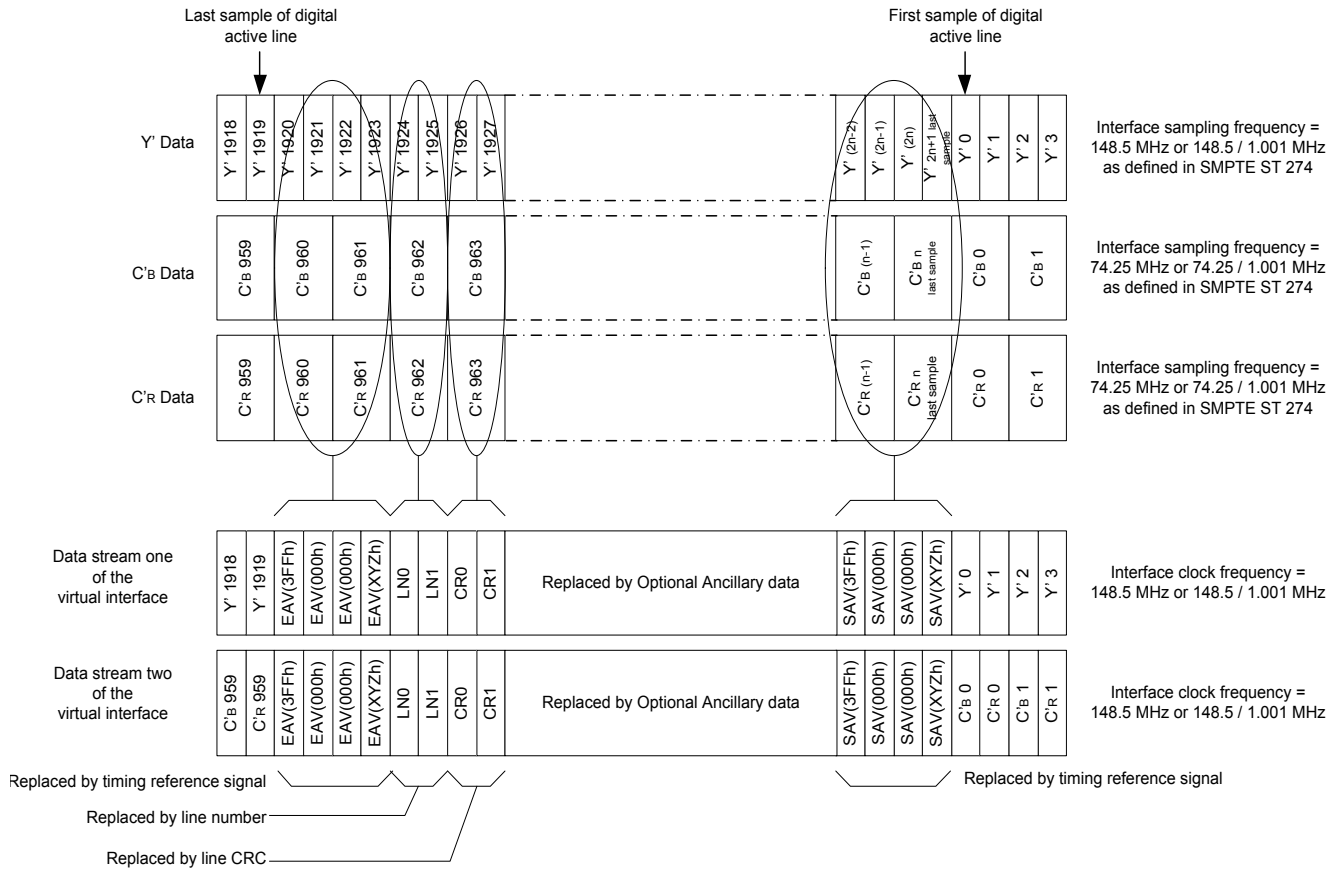 Last sample of digital
active line
First sample of digital
active line
Y' Data
Y' 1918
Y' 1919
Y' 1920
Y' 1921
Y' 1922
Y' 1923
Y' 1924
Y' 1925
Y' 1926
Y' 1927
Y' (2n-2)
Y' (2n-1)
Y' (2n)
Y' 2n+1 last
sample
Y' 0
Y' 1
Y' 2
Y' 3
Interface sampling frequency =
148.5 MHz or 148.5 / 1.001 MHz
as defined in SMPTE ST 274
C'B Data
C'B 959
C'B 960
C'B 961
C'B 962
C'B 963
C'B (n-1)
C'B n
last sample
C'B 0
C'B 1
Interface sampling frequency =
74.25 MHz or 74.25 / 1.001 MHz
as defined in SMPTE ST 274
C'R Data
C'R 959
C'R 960
C'R 961
C'R 962
C'R 963
C'R (n-1)
C'R n
last sample
C'R 0
C'R 1
Interface sampling frequency =
74.25 MHz or 74.25 / 1.001 MHz
as defined in SMPTE ST 274
Data stream one
of the
virtual interface
Y' 1918
Y' 1919
EAV(3FFh)
EAV(000h)
EAV(000h)
EAV(XYZh)
LN0
LN1
CR0
CR1
Replaced by Optional Ancillary data
SAV(3FFh)
SAV(000h)
SAV(000h)
SAV(XYZh)
Y' 0
Y' 1
Y' 2
Y' 3
Interface clock frequency =
148.5 MHz or 148.5 / 1.001 MHz
Data stream two
of the
virtual interface
C'B 959
C'R 959
EAV(3FFh)
EAV(000h)
EAV(000h)
EAV(XYZh)
LN0
LN1
CR0
CR1
Replaced by Optional Ancillary data
SAV(3FFh)
SAV(000h)
SAV(000h)
SAV(XYZh)
C'B 0
C'R 0
C'B 1
C'R 1
Interface clock frequency =
148.5 MHz or 148.5 / 1.001 MHz
Replaced by timing reference signal
Replaced by timing reference signal
Replaced by line number
Replaced by line CRC